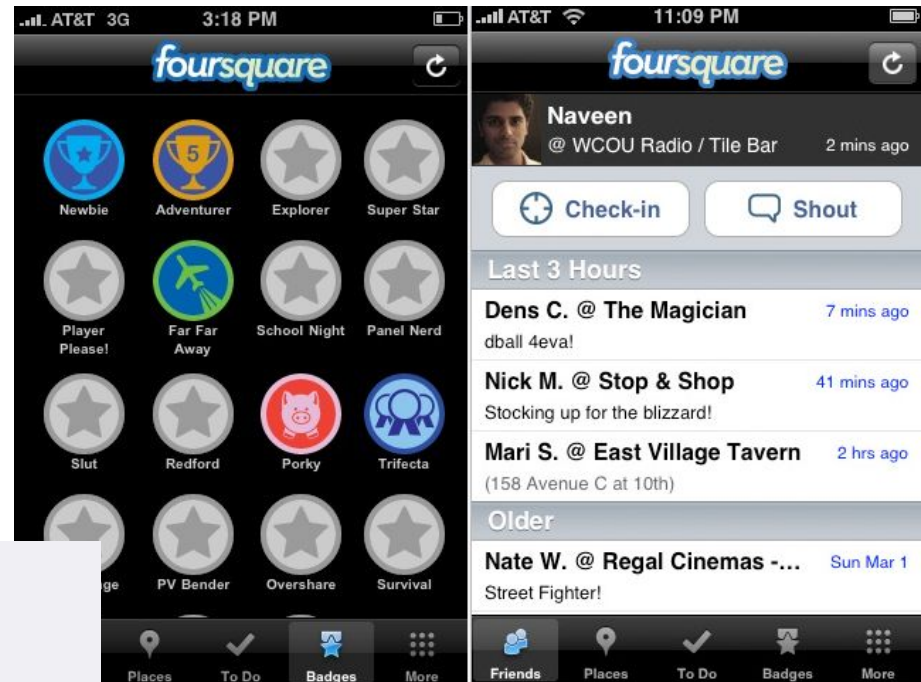 AT&T 3G 3:18 PM
foursquare
Newbie Adventurer Explorer Super Star
5
Player Please!
Far Far Away
School Night Panel Nerd
Slut Redford Porky Trifecta
PV Bender Overshare Survival
Places To Do Badges More
AT&T 11:09 PM
foursquare
Naveen
@ WCOU Radio / Tile Bar 2 mins ago
Check-in Shout
Last 3 Hours
Dens C. @ The Magician 7 mins ago
dball 4eva!
Nick M. @ Stop & Shop 41 mins ago
Stocking up for the blizzard!
Mari S. @ East Village Tavern 2 hrs ago
(158 Avenue C at 10th)
Older
Nate W. @ Regal Cinemas -... Sun Mar 1
Street Fighter!
Friends Places To Do Badges More